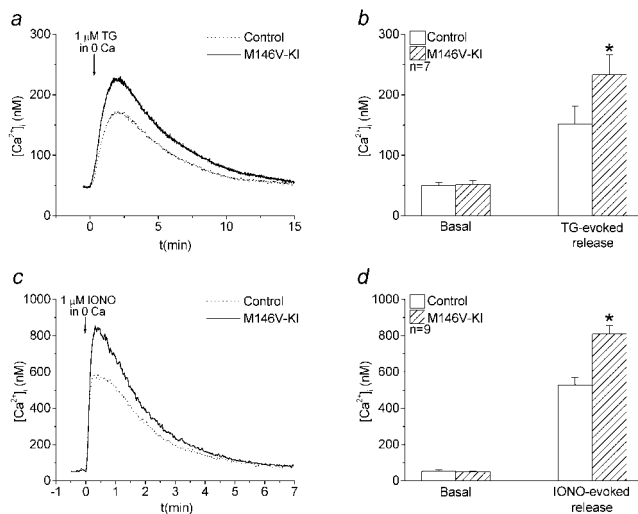 a
1 µM TG
in 0 Ca
Control
M146V-KI
300
250
200
150
100
50
0
[Ca²⁺]ᵢ (nM)
0
5
10
15
t(min)
b
Control
M146V-KI
n=7
*
300
200
100
0
[Ca²⁺]ᵢ (nM)
Basal
TG-evoked
release
c
1 µM IONO
in 0 Ca
Control
M146V-KI
1000
800
600
400
200
0
[Ca²⁺]ᵢ (nM)
-1
0
1
2
3
4
5
6
7
t(min)
d
Control
M146V-KI
n=9
*
1000
800
600
400
200
0
[Ca²⁺]ᵢ (nM)
Basal
IONO-evoked
release